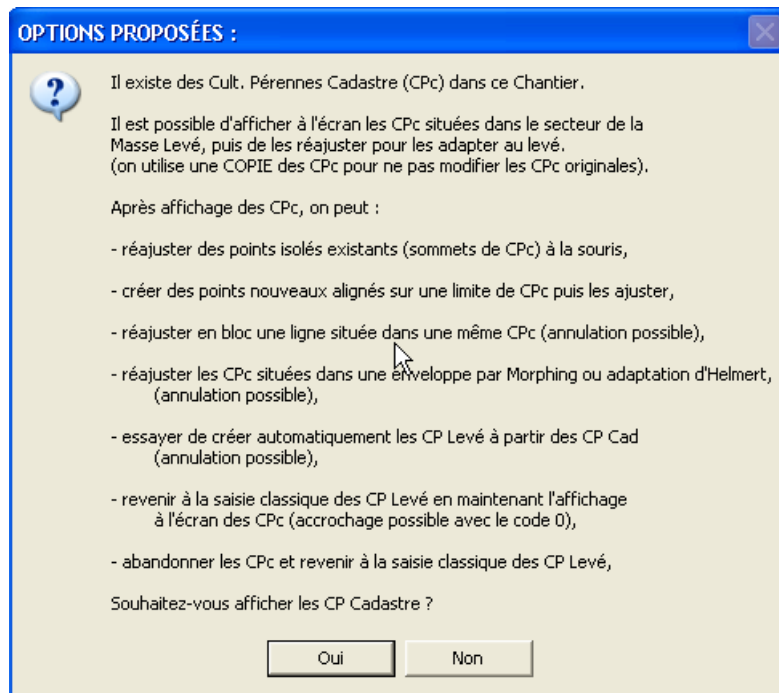 OPTIONS PROPOSÉES :
Il existe des Cult. Pérennes Cadastre (CPc) dans ce Chantier.
Il est possible d'afficher à l'écran les CPc situées dans le secteur de la
Masse Levé, puis de les réajuster pour les adapter au levé.
(on utilise une COPIE des CPc pour ne pas modifier les CPc originales).
Après affichage des CPc, on peut :
- réajuster des points isolés existants (sommets de CPc) à la souris,
- créer des points nouveaux alignés sur une limite de CPc puis les ajuster,
- réajuster en bloc une ligne située dans une même CPc (annulation possible),
- réajuster les CPc situées dans une enveloppe par Morphing ou adaptation d'Helmert,
(annulation possible),
- essayer de créer automatiquement les CP Levé à partir des CP Cad
(annulation possible),
- revenir à la saisie classique des CP Levé en maintenant l'affichage
à l'écran des CPc (accrochage possible avec le code 0),
- abandonner les CPc et revenir à la saisie classique des CP Levé,
Souhaitez-vous afficher les CP Cadastre ?
Oui
Non